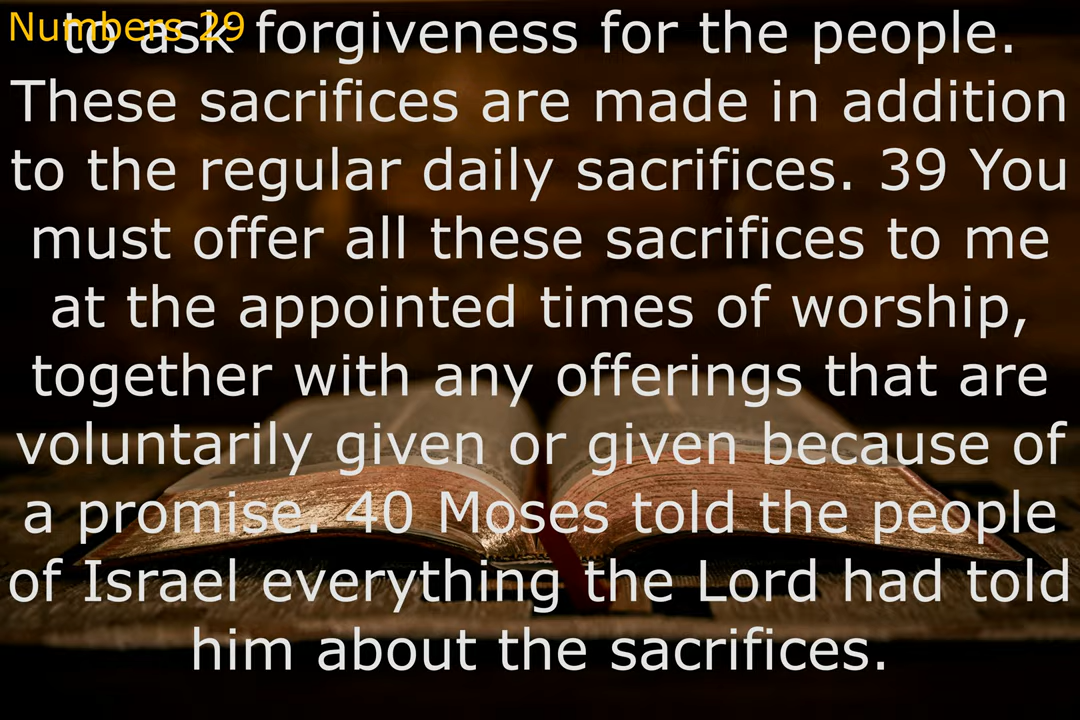 Numbers 29
to ask forgiveness for the people.
These sacrifices are made in addition
to the regular daily sacrifices. 39 You
must offer all these sacrifices to me
at the appointed times of worship,
together with any offerings that are
voluntarily given or given because of
a promise. 40 Moses told the people
of Israel everything the Lord had told
him about the sacrifices.